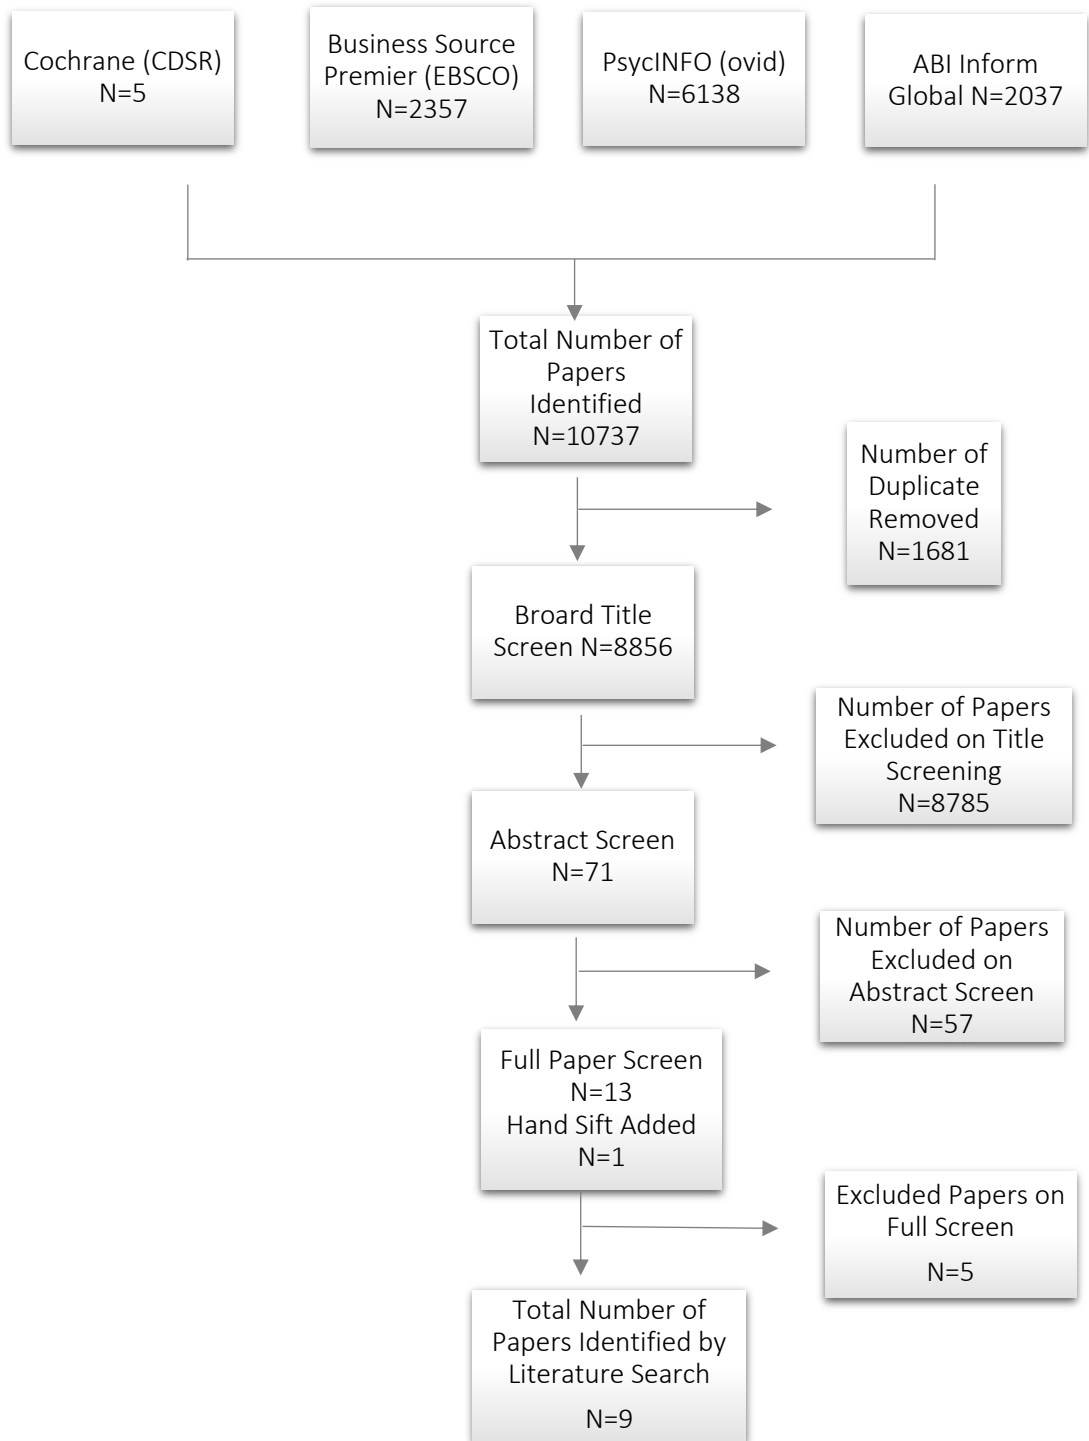 Cochrane (CDSR)
N=5
Business Source
Premier (EBSCO)
N=2357
PsycINFO (ovid)
N=6138
ABI Inform
Global N=2037
Total Number of
Papers
Identified
N=10737
Number of
Duplicate
Removed
N=1681
Broard Title
Screen N=8856
Number of Papers
Excluded on Title
Screening
N=8785
Abstract Screen
N=71
Number of Papers
Excluded on
Abstract Screen
N=57
Full Paper Screen
N=13
Hand Sift Added
N=1
Excluded Papers on
Full Screen
N=5
Total Number of
Papers Identified by
Literature Search
N=9